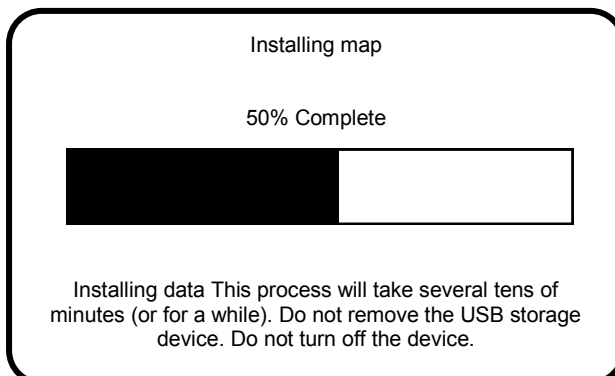 Installing map
50% Complete
Installing data This process will take several tens of
minutes (or for a while). Do not remove the USB storage
device. Do not turn off the device.